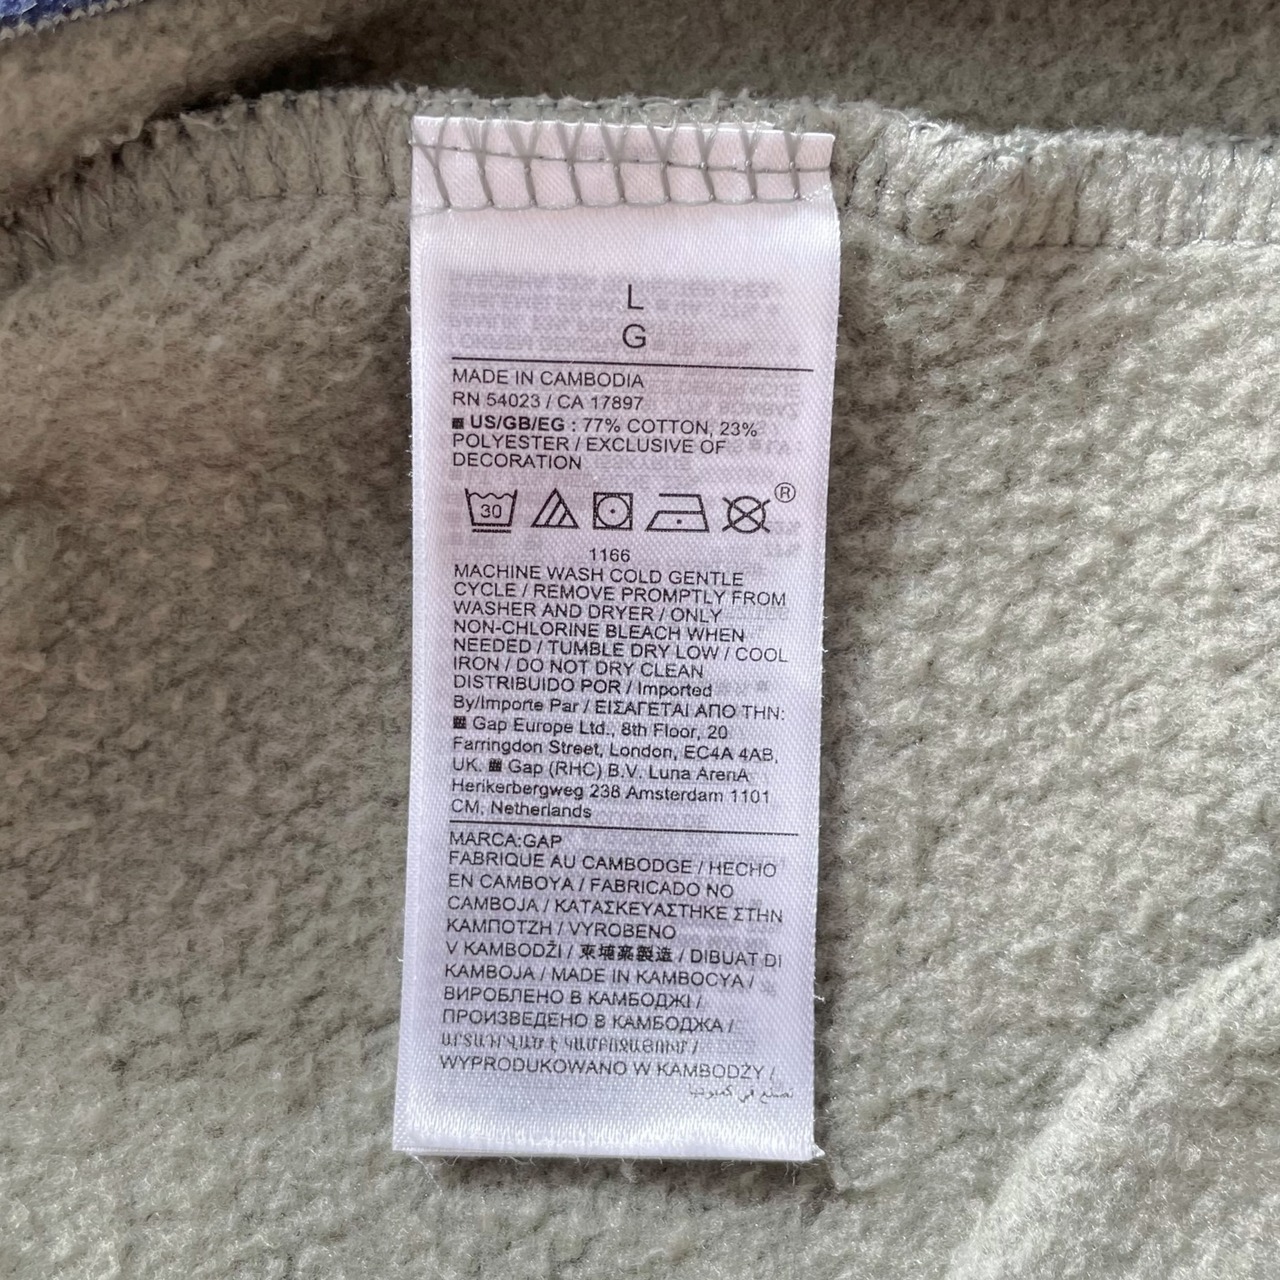 L
G
MADE IN CAMBODIA
RN 54023 / CA 17897
US/GB/EG : 77% COTTON, 23%
POLYESTER / EXCLUSIVE OF
DECORATION
30
®
1166
MACHINE WASH COLD GENTLE
CYCLE / REMOVE PROMPTLY FROM
WASHER AND DRYER / ONLY
NON-CHLORINE BLEACH WHEN
NEEDED / TUMBLE DRY LOW / COOL
IRON / DO NOT DRY CLEAN
DISTRIBUIDO POR / Imported
By/Importe Par / ΕΙΣΑΓΕΤΑΙ ΑΠΟ ΤΗΝ:
Gap Europe Ltd., 8th Floor, 20
Farringdon Street, London, EC4A 4AB,
UK. Gap (RHC) B.V. Luna ArenA
Herikerbergweg 238 Amsterdam 1101
CM, Netherlands
MARCA:GAP
FABRIQUE AU CAMBODGE / HECHO
EN CAMBOYA / FABRICADO NO
CAMBOJA / ΚΑΤΑΣΚΕΥΑΣΤΗΚΕ ΣΤΗΝ
ΚΑΜΠΟΤΖΗ / VYROBENO
V KAMBODŽI / 柬埔寨製造 / DIBUAT DI
KAMBOJA / MADE IN KAMBOCYA /
ВИРОБЛЕНО В КАМБОДЖІ /
ПРОИЗВЕДЕНО В КАМБОДЖА /
ԱՐՏԱԴՐՎԱԾ Է ԿԱՄԲՈՋԱՅՈՒՄ /
WYPRODUKOWANO W KAMBODŻY /
تصنع في كمبوديا